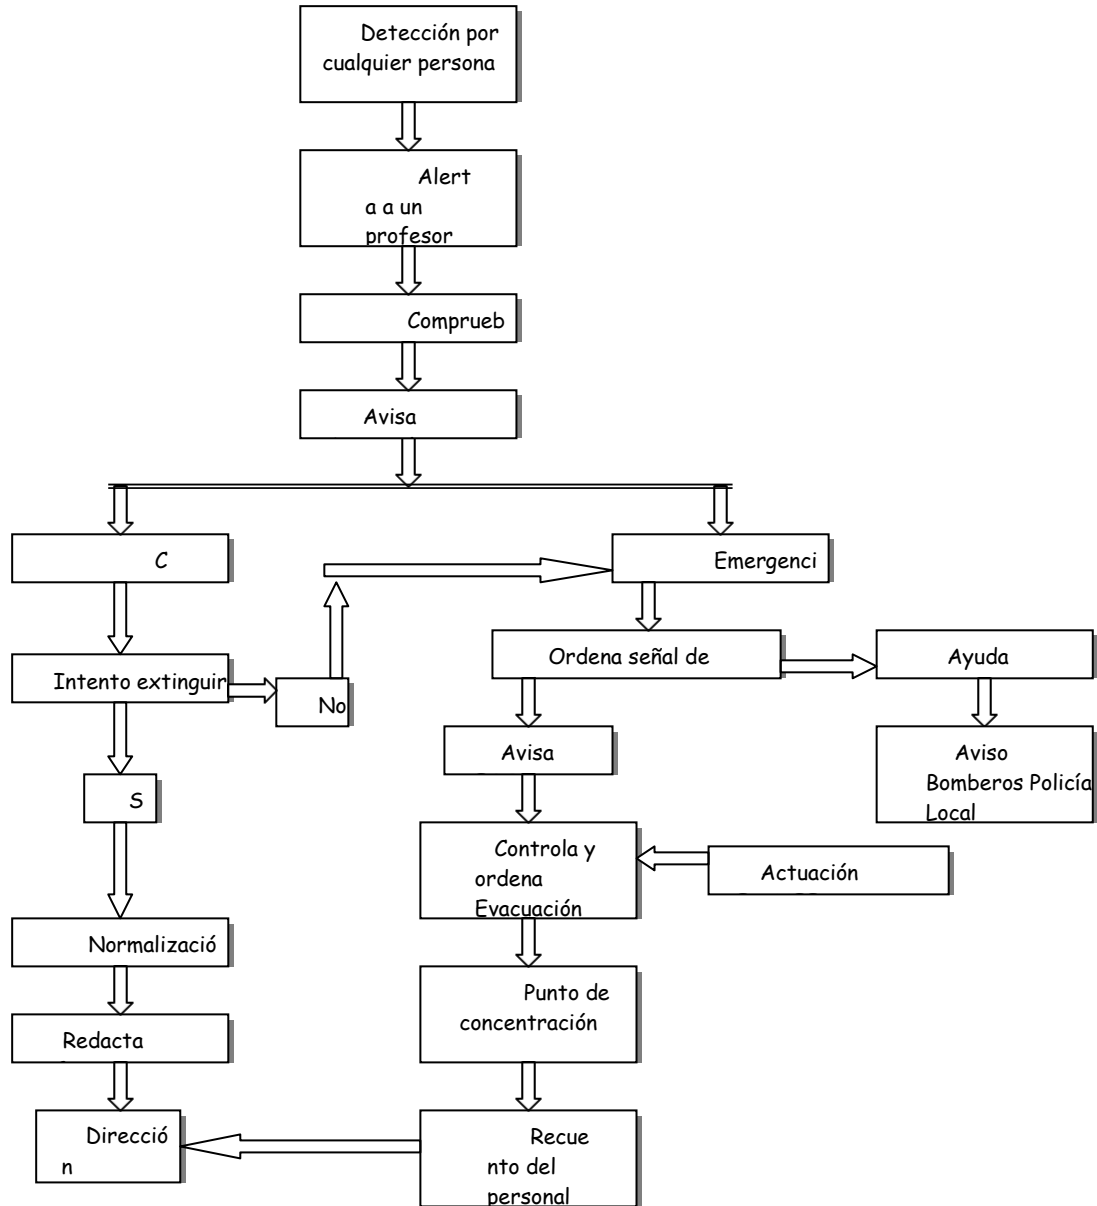 Detección por
cualquier persona
Alert
a a un
profesor
Comprueb
Avisa
C
Emergenci
Intento extinguir
No
Ordena señal de
Ayuda
Avisa
Aviso
Bomberos Policía
Local
S
Controla y
ordena
Evacuación
Actuación
Normalizació
Punto de
concentración
Redacta
Direcció
n
Recue
nto del
personal